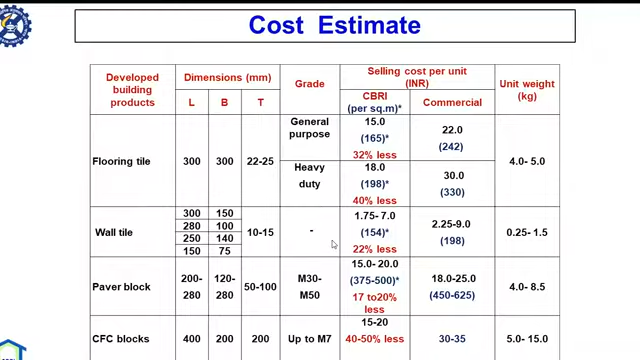 Cost Estimate
Developed building products
Dimensions (mm)
L
B
T
Grade
Selling cost per unit (INR)
CBRI (per sq.m)*
Commercial
Unit weight (kg)
Flooring tile
300
300
22-25
General purpose
15.0
(165)*
32% less
22.0
(242)
4.0- 5.0
Heavy duty
18.0
(198)*
40% less
30.0
(330)
Wall tile
300
150
280
100
250
140
150
75
10-15
-
1.75- 7.0
(154)*
22% less
2.25-9.0
(198)
0.25- 1.5
Paver block
200-280
120-280
50-100
M30-M50
15.0- 20.0
(375-500)*
17 to20% less
18.0-25.0
(450-625)
4.0- 8.5
CFC blocks
400
200
200
Up to M7
15-20
40-50% less
30-35
5.0- 15.0